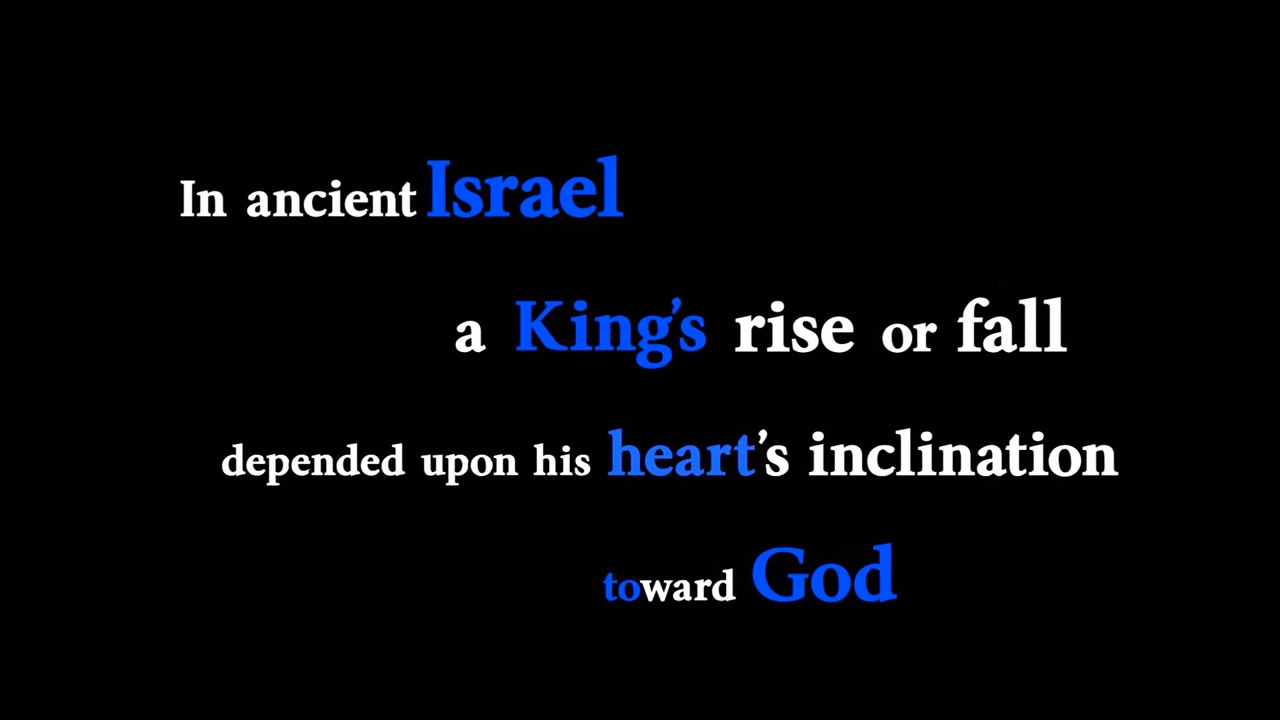 In ancient Israel
a King’s rise or fall
depended upon his heart’s inclination
toward God